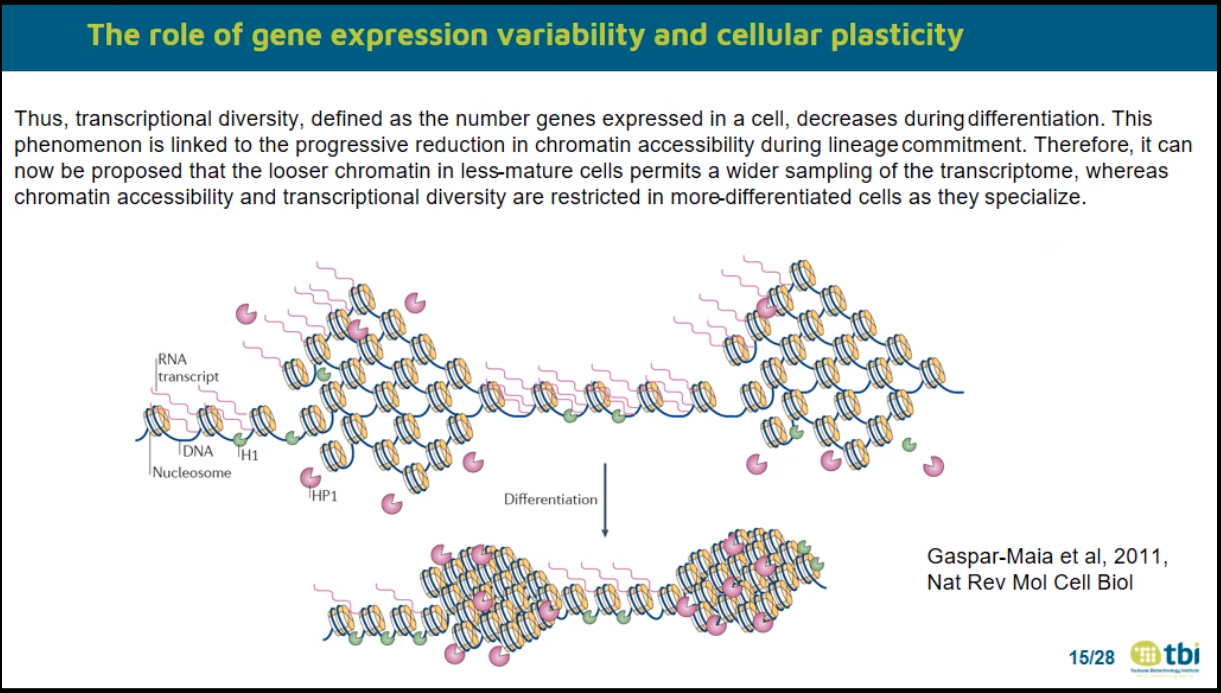 The role of gene expression variability and cellular plasticity
Thus, transcriptional diversity, defined as the number genes expressed in a cell, decreases during differentiation. This
phenomenon is linked to the progressive reduction in chromatin accessibility during lineage commitment. Therefore, it can
now be proposed that the looser chromatin in less-mature cells permits a wider sampling of the transcriptome, whereas
chromatin accessibility and transcriptional diversity are restricted in more-differentiated cells as they specialize.
RNA
transcript
DNA
H1
Nucleosome
HP1
Differentiation
Gaspar-Maia et al, 2011,
Nat Rev Mol Cell Biol
15/28
tbi
Toulouse Biotechnology Institute